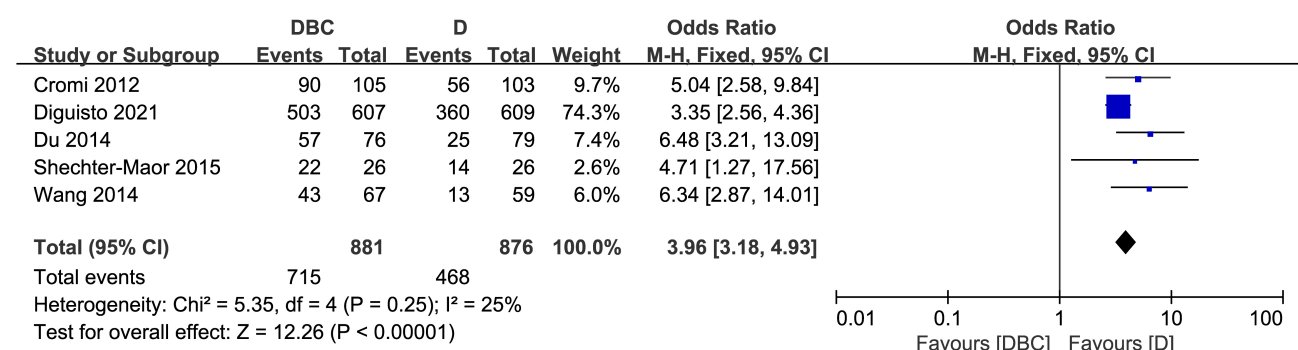 DBC D Odds Ratio Odds Ratio
Study or Subgroup Events Total Events Total Weight M-H, Fixed, 95% CI M-H, Fixed, 95% CI
Cromi 2012 90 105 56 103 9.7% 5.04 [2.58, 9.84]
Diguisto 2021 503 607 360 609 74.3% 3.35 [2.56, 4.36]
Du 2014 57 76 25 79 7.4% 6.48 [3.21, 13.09]
Shechter-Maor 2015 22 26 14 26 2.6% 4.71 [1.27, 17.56]
Wang 2014 43 67 13 59 6.0% 6.34 [2.87, 14.01]
Total (95% CI) 881 876 100.0% 3.96 [3.18, 4.93]
Total events 715 468
Heterogeneity: Chi² = 5.35, df = 4 (P = 0.25); I² = 25%
Test for overall effect: Z = 12.26 (P < 0.00001)
0.01 0.1 1 10 100
Favours [DBC] Favours [D]